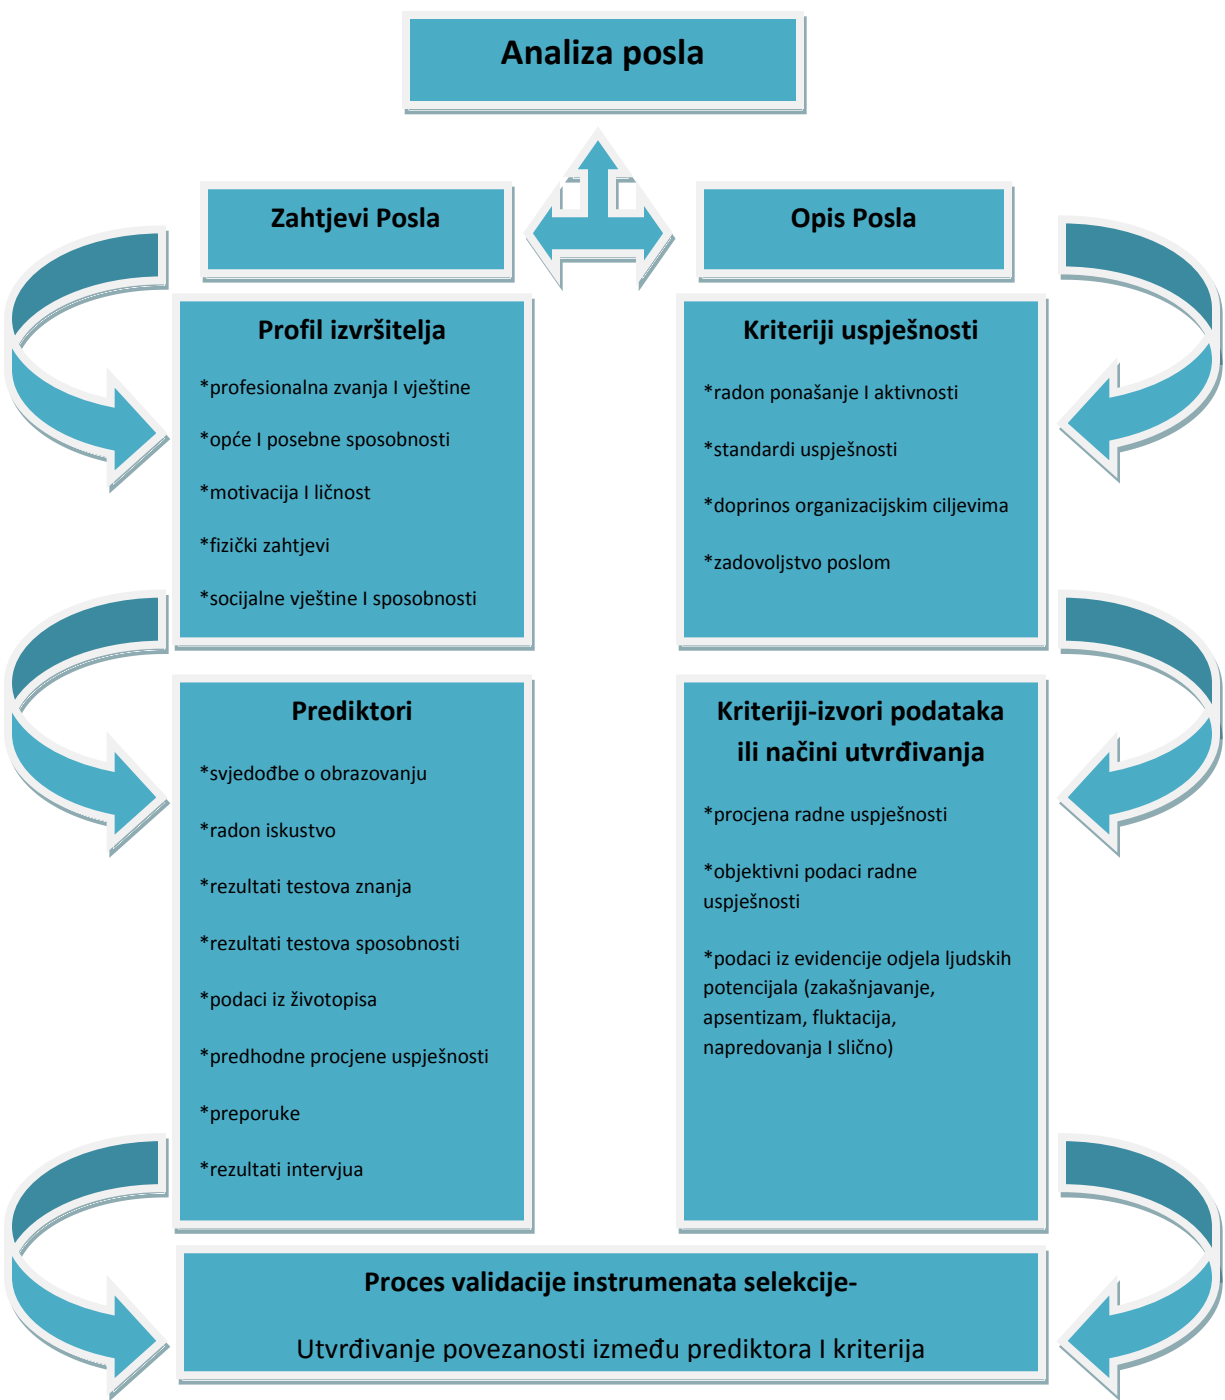 Analiza posla
Zahtjevi Posla
Opis Posla
Profil izvršitelja
*profesionalna zvanja I vještine
*opće I posebne sposobnosti
*motivacija I ličnost
*fizički zahtjevi
*socijalne vještine I sposobnosti
Kriteriji uspješnosti
*radon ponašanje I aktivnosti
*standardi uspješnosti
*doprinos organizacijskim ciljevima
*zadovoljstvo poslom
Prediktori
*svjedođbe o obrazovanju
*radon iskustvo
*rezultati testova znanja
*rezultati testova sposobnosti
*podaci iz životopisa
*predhodne procjene uspješnosti
*preporuke
*rezultati intervjua
Kriteriji-izvori podataka
ili načini utvrđivanja
*procjena radne uspješnosti
*objektivni podaci radne
uspješnosti
*podaci iz evidencije odjela ljudskih
potencijala (zakašnjavanje,
apsentizam, fluktacija,
napredovanja I slično)
Proces validacije instrumenata selekcije-
Utvrđivanje povezanosti između prediktora I kriterija